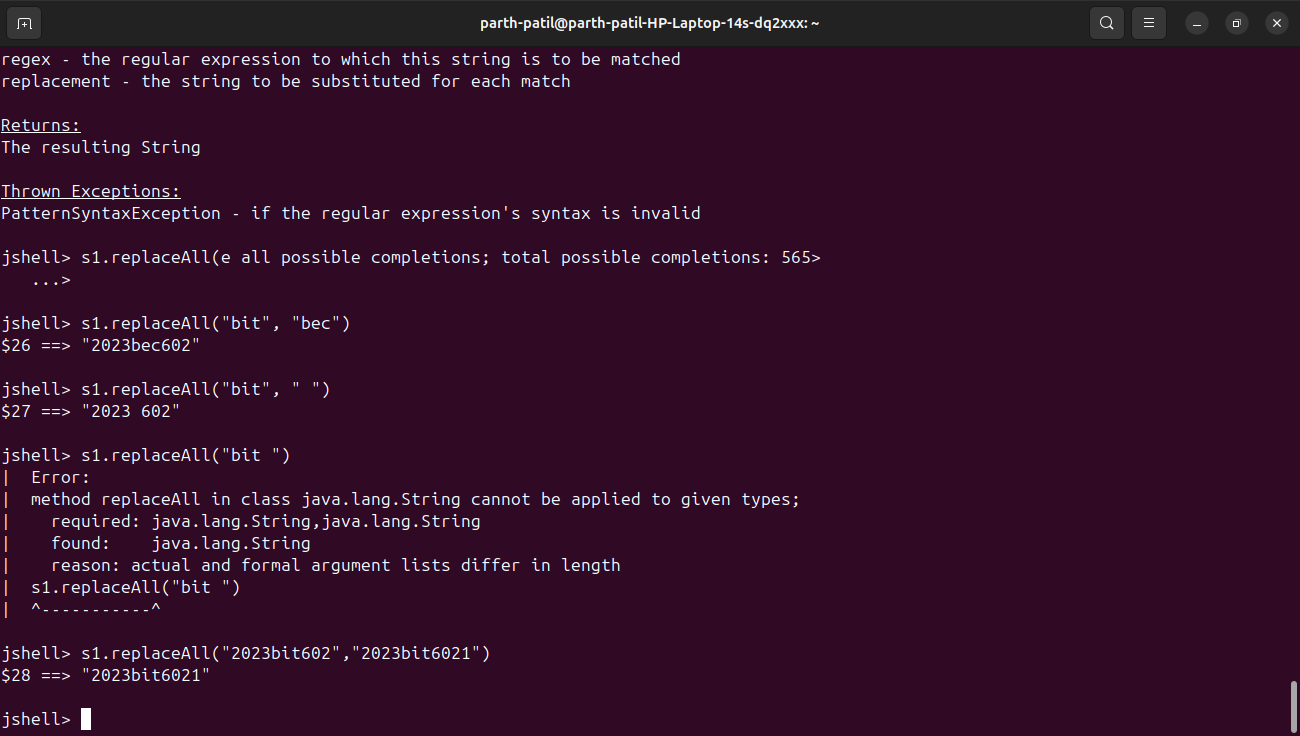 parth-patil@parth-patil-HP-Laptop-14s-dq2xxx: ~
regex - the regular expression to which this string is to be matched
replacement - the string to be substituted for each match
Returns:
The resulting String
Thrown Exceptions:
PatternSyntaxException - if the regular expression's syntax is invalid
jshell> s1.replaceAll(e all possible completions; total possible completions: 565>
   ...>
jshell> s1.replaceAll("bit", "bec")
$26 ==> "2023bec602"
jshell> s1.replaceAll("bit", " ")
$27 ==> "2023 602"
jshell> s1.replaceAll("bit ")
|  Error:
|  method replaceAll in class java.lang.String cannot be applied to given types;
|    required: java.lang.String,java.lang.String
|    found:    java.lang.String
|    reason: actual and formal argument lists differ in length
|  s1.replaceAll("bit ")
|  ^-----------^
jshell> s1.replaceAll("2023bit602","2023bit6021")
$28 ==> "2023bit6021"
jshell>